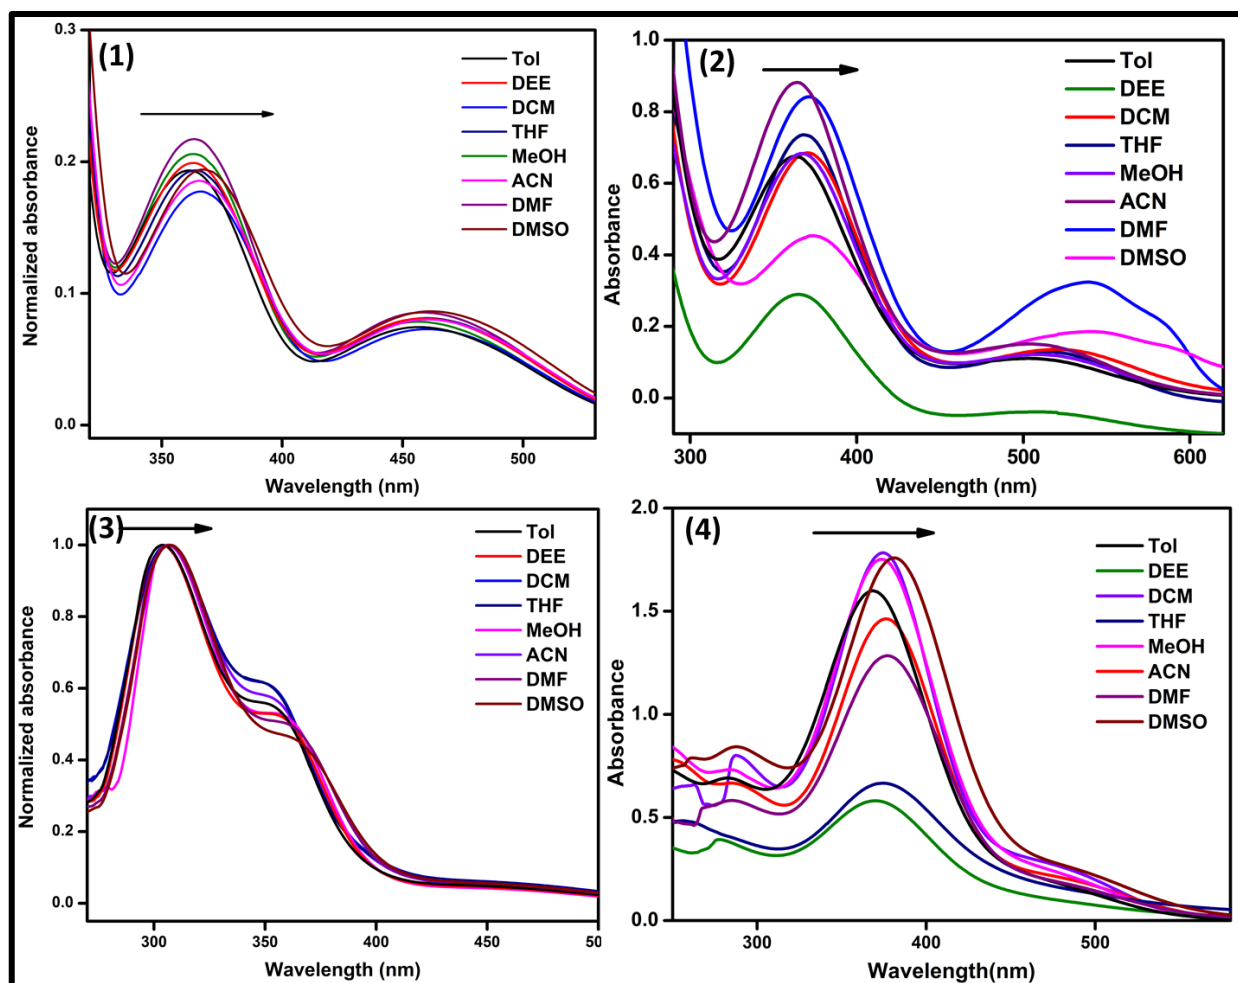 (1)
0.3
0.2
0.1
0.0
Normalized absorbance
350 400 450 500
Wavelength (nm)
Tol
DEE
DCM
THF
MeOH
ACN
DMF
DMSO
(2)
1.0
0.8
0.6
0.4
0.2
0.0
Absorbance
300 400 500 600
Wavelength (nm)
Tol
DEE
DCM
THF
MeOH
ACN
DMF
DMSO
(3)
1.0
0.8
0.6
0.4
0.2
0.0
Normalized absorbance
300 350 400 450 50
Wavelength (nm)
Tol
DEE
DCM
THF
MeOH
ACN
DMF
DMSO
(4)
2.0
1.5
1.0
0.5
0.0
Absorbance
300 400 500
Wavelength(nm)
Tol
DEE
DCM
THF
MeOH
ACN
DMF
DMSO